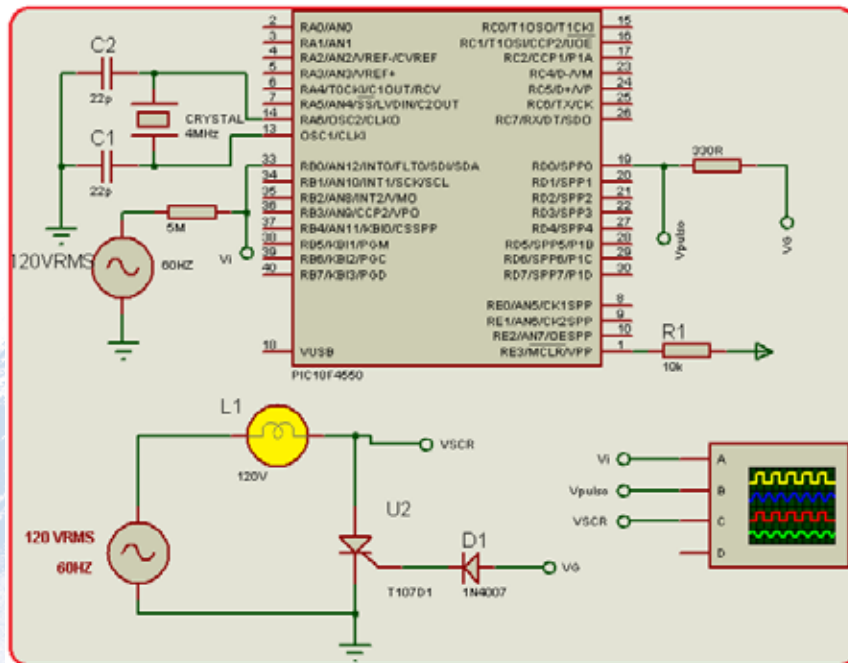 C2
22p
CRYSTAL
4MHz
C1
22p
120VRMS
60HZ
5M
Vi
2 RA0/AN0
3 RA1/AN1
4 RA2/AN2/VREF-/CVREF
5 RA3/AN3/VREF+
6 RA4/T0CKI/C1OUT/RCV
7 RA5/AN4/SS/LVDIN/C2OUT
14 RA6/OSC2/CLKO
13 OSC1/CLKI
33 RB0/AN12/INT0/FLT0/SDI/SDA
34 RB1/AN10/INT1/SCK/SCL
35 RB2/AN8/INT2/VMO
36 RB3/AN9/CCP2/VPO
37 RB4/AN11/KBI0/CSSPP
38 RB5/KBI1/PGM
39 RB6/KBI2/PGC
40 RB7/KBI3/PGD
18 VUSB
RC0/T1OSO/T1CKI 15
RC1/T1OSI/CCP2/UOE 16
RC2/CCP1/P1A 17
RC4/D-/VM 23
RC5/D+/VP 24
RC6/TX/CK 25
RC7/RX/DT/SDO 26
RD0/SPP0 19
RD1/SPP1 20
RD2/SPP2 21
RD3/SPP3 22
RD4/SPP4 27
RD5/SPP5/P1B 28
RD6/SPP6/P1C 29
RD7/SPP7/P1D 30
RE0/AN5/CK1SPP 8
RE1/AN6/CK2SPP 9
RE2/AN7/OESPP 10
RE3/MCLR/VPP 1
PIC18F4550
330R
Vpulso
VG
R1
10k
L1
120V
VSCR
120 VRMS
60HZ
U2
T107D1
D1
1N4007
VG
Vi
Vpulso
VSCR
A
B
C
D